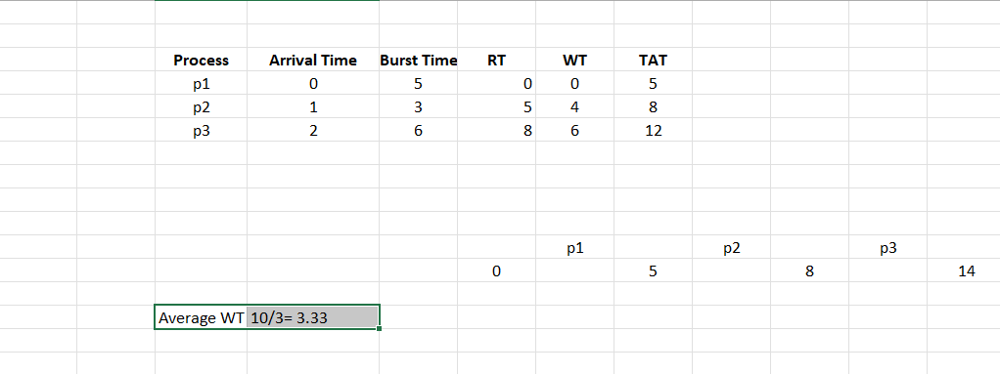 Process Arrival Time Burst Time RT WT TAT
p1 0 5 0 0 5
p2 1 3 5 4 8
p3 2 6 8 6 12
p1 p2 p3
0 5 8 14
Average WT 10/3= 3.33